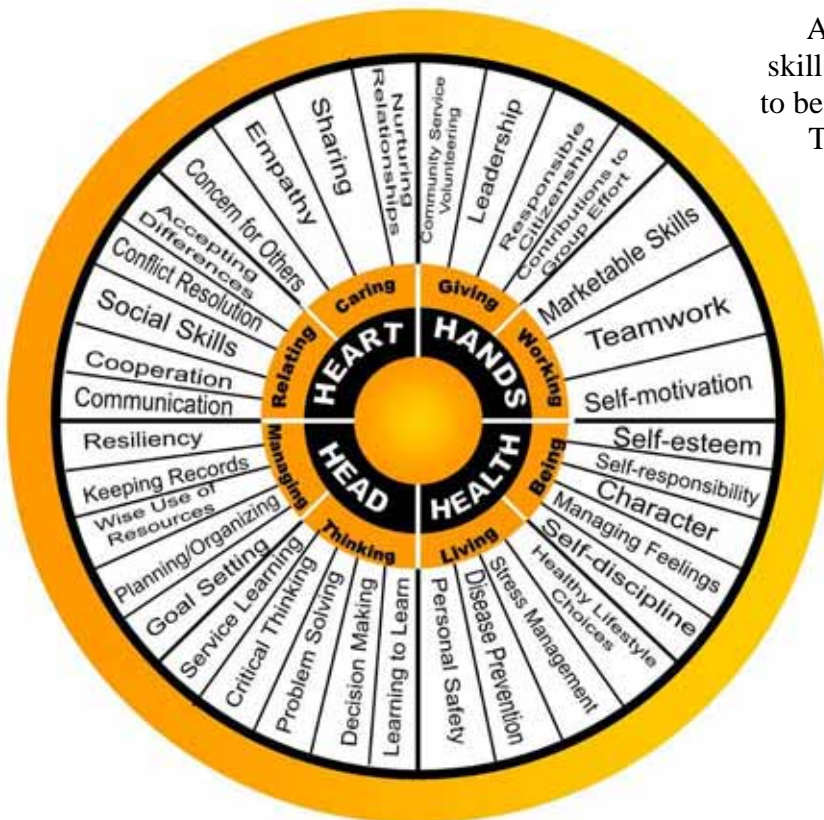 A
skill
to be
T
HEART
HANDS
HEALTH
HEAD
Caring
Giving
Working
Being
Living
Thinking
Managing
Relating
Nurturing
Relationships
Sharing
Empathy
Concern for Others
Accepting
Differences
Conflict Resolution
Social Skills
Cooperation
Communication
Community Service
Volunteering
Leadership
Responsible
Citizenship
Contributions to
Group Effort
Marketable Skills
Teamwork
Self-motivation
Self-esteem
Self-responsibility
Character
Managing Feelings
Self-discipline
Healthy Lifestyle
Choices
Stress Management
Disease Prevention
Personal Safety
Learning to Learn
Decision Making
Problem Solving
Critical Thinking
Service Learning
Goal Setting
Planning/Organizing
Wise Use of
Resources
Keeping Records
Resiliency